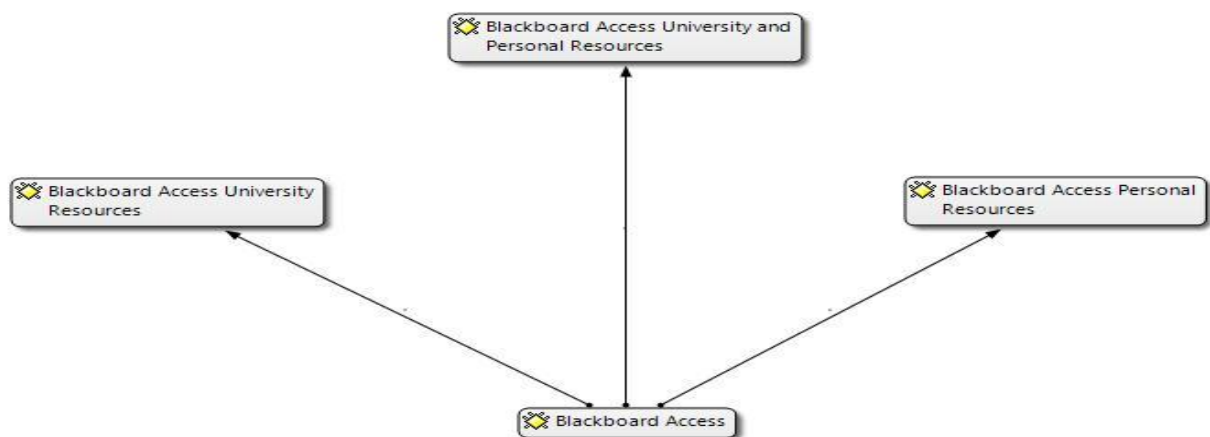 Blackboard Access University and
Personal Resources
Blackboard Access University
Resources
Blackboard Access Personal
Resources
Blackboard Access